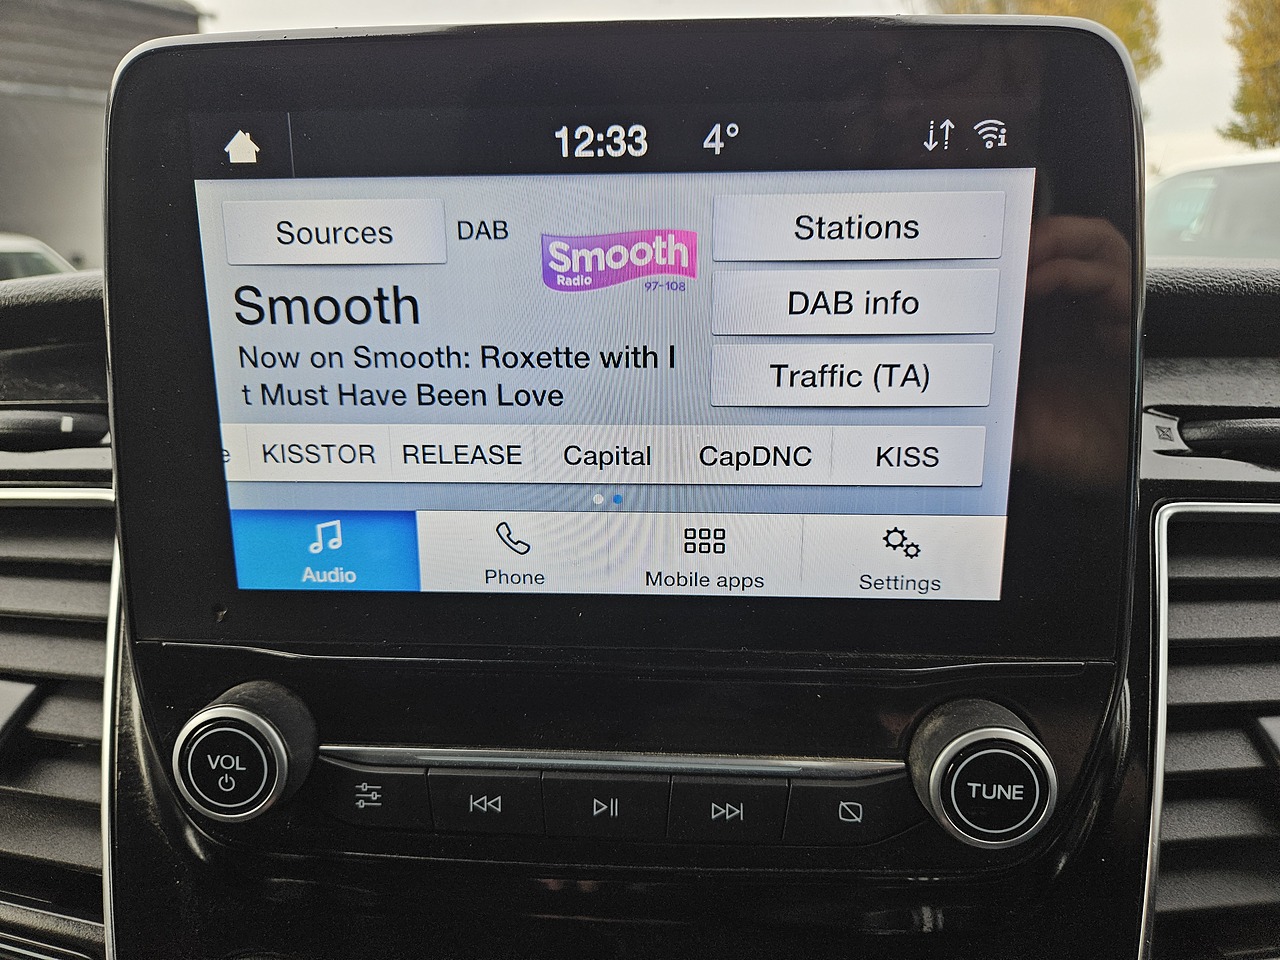 12:33 4°
Sources DAB
Smooth
Radio
97-108
Stations
DAB info
Traffic (TA)
Smooth
Now on Smooth: Roxette with I
t Must Have Been Love
e KISSTOR RELEASE Capital CapDNC KISS
Audio Phone Mobile apps Settings
VOL
TUNE